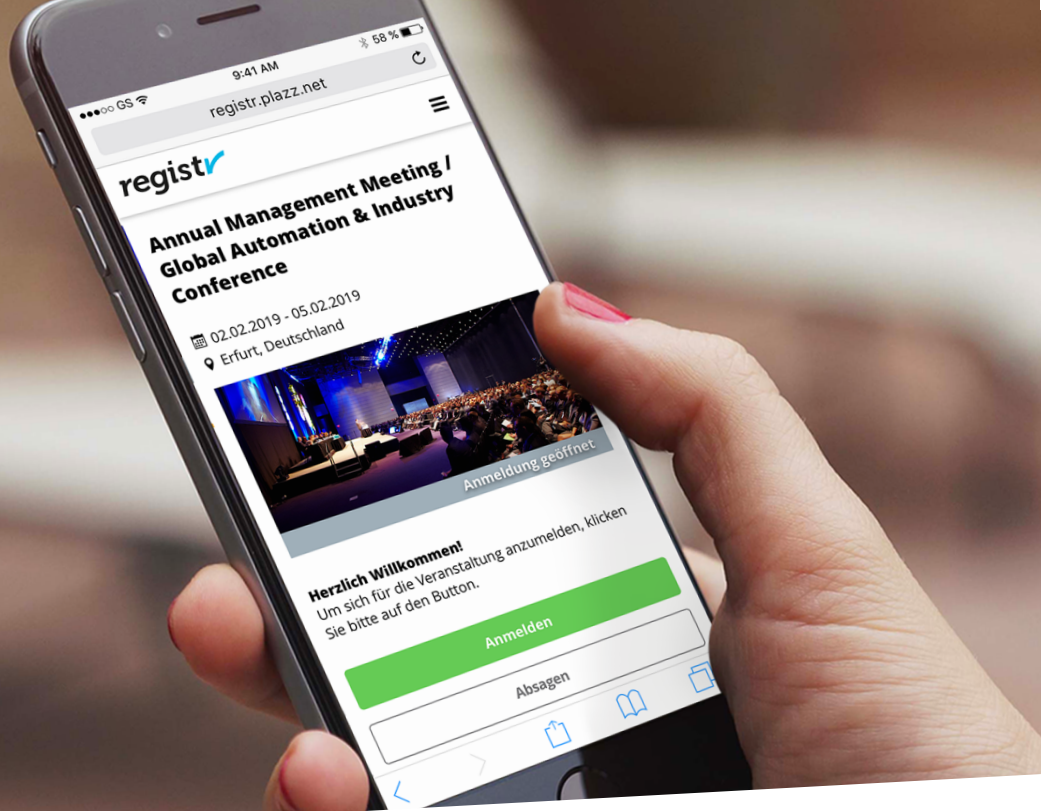 GS 9:41 AM 58 %
registr.plazz.net
registr
Annual Management Meeting /
Global Automation & Industry
Conference
02.02.2019 - 05.02.2019
Erfurt, Deutschland
Anmeldung geöffnet
Herzlich Willkommen!
Um sich für die Veranstaltung anzumelden, klicken
Sie bitte auf den Button.
Anmelden
Absagen